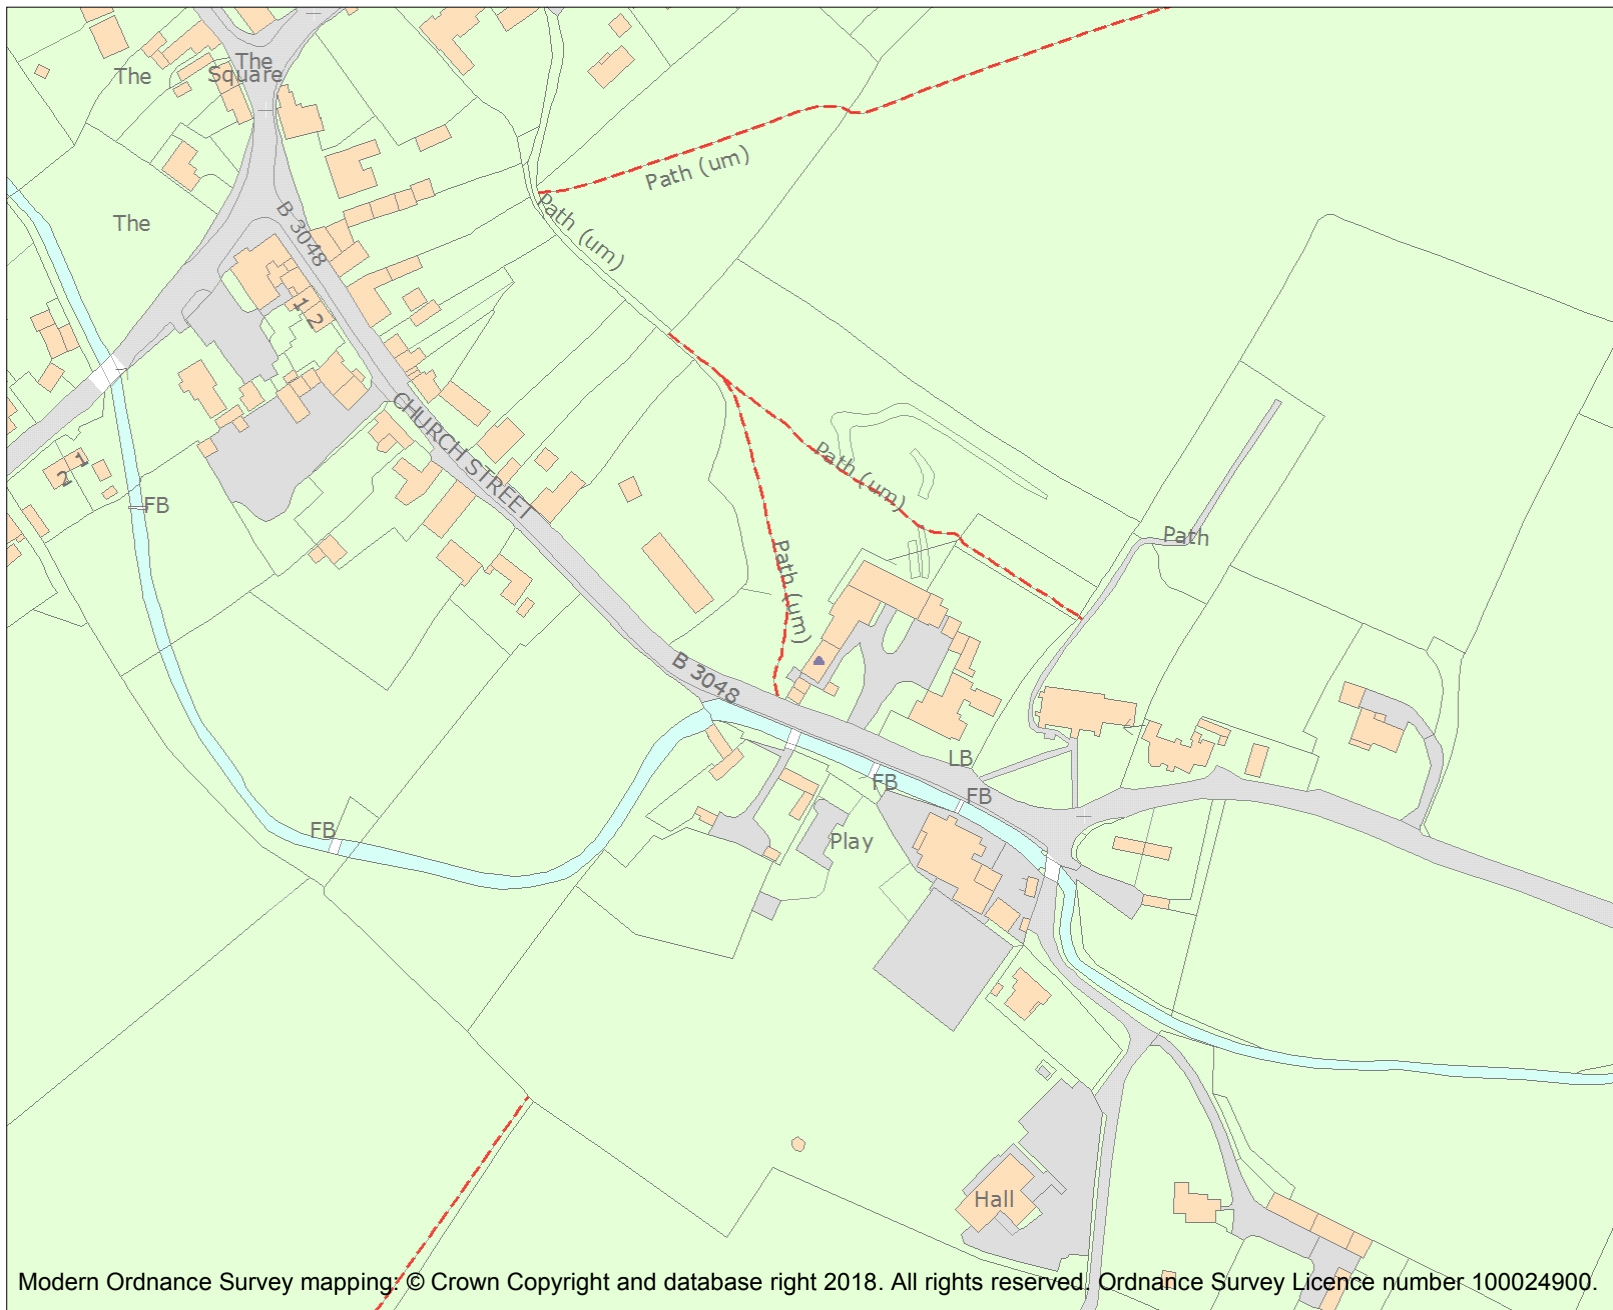 The
The
Square
Path (um)
B 3048
The
Path (um)
1 2
CHURCH STREET
1
2
FB
Path (um)
Path
Path (um)
B 3048
LB
FB
FB
FB
Play
Hall
Modern Ordnance Survey mapping: © Crown Copyright and database right 2018. All rights reserved. Ordnance Survey Licence number 100024900.